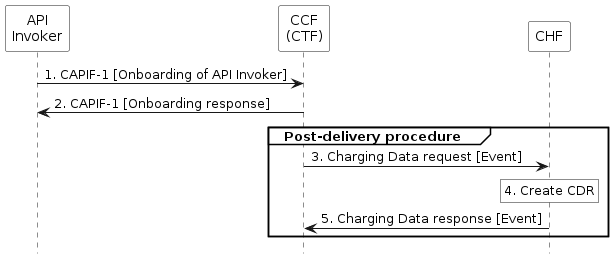 API
Invoker
CCF
(CTF)
CHF
1. CAPIF-1 [Onboarding of API Invoker]
2. CAPIF-1 [Onboarding response]
Post-delivery procedure
3. Charging Data request [Event]
4. Create CDR
5. Charging Data response [Event]